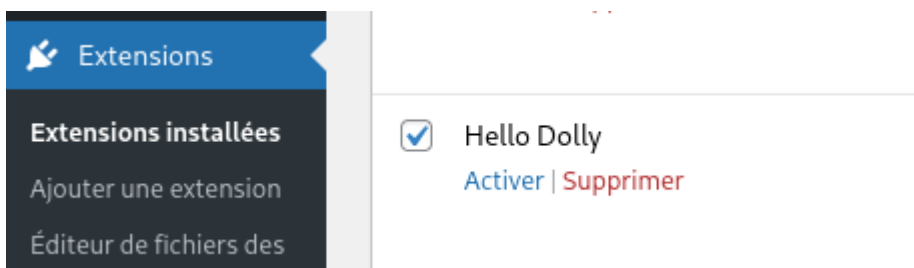 Extensions
Extensions installées
Ajouter une extension
Éditeur de fichiers des
Hello Dolly
Activer | Supprimer